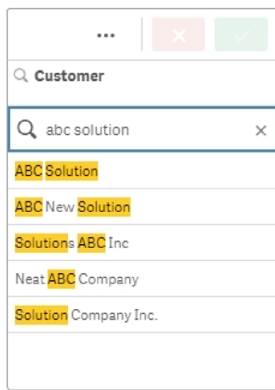 Customer
abc solution
ABC Solution
ABC New Solution
Solutions ABC Inc
Neat ABC Company
Solution Company Inc.